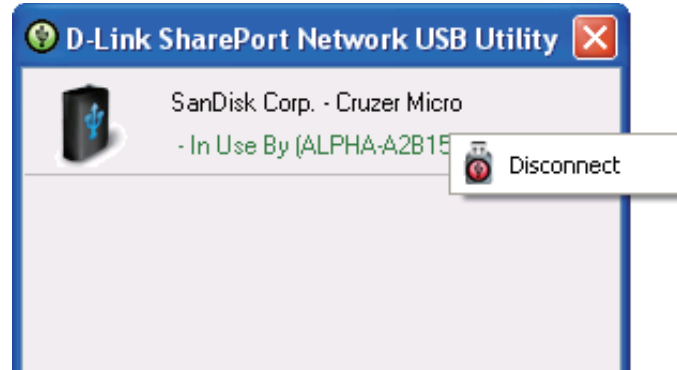 D-Link SharePort Network USB Utility
SanDisk Corp. - Cruzer Micro
- In Use By (ALPHA-A2B15
Disconnect